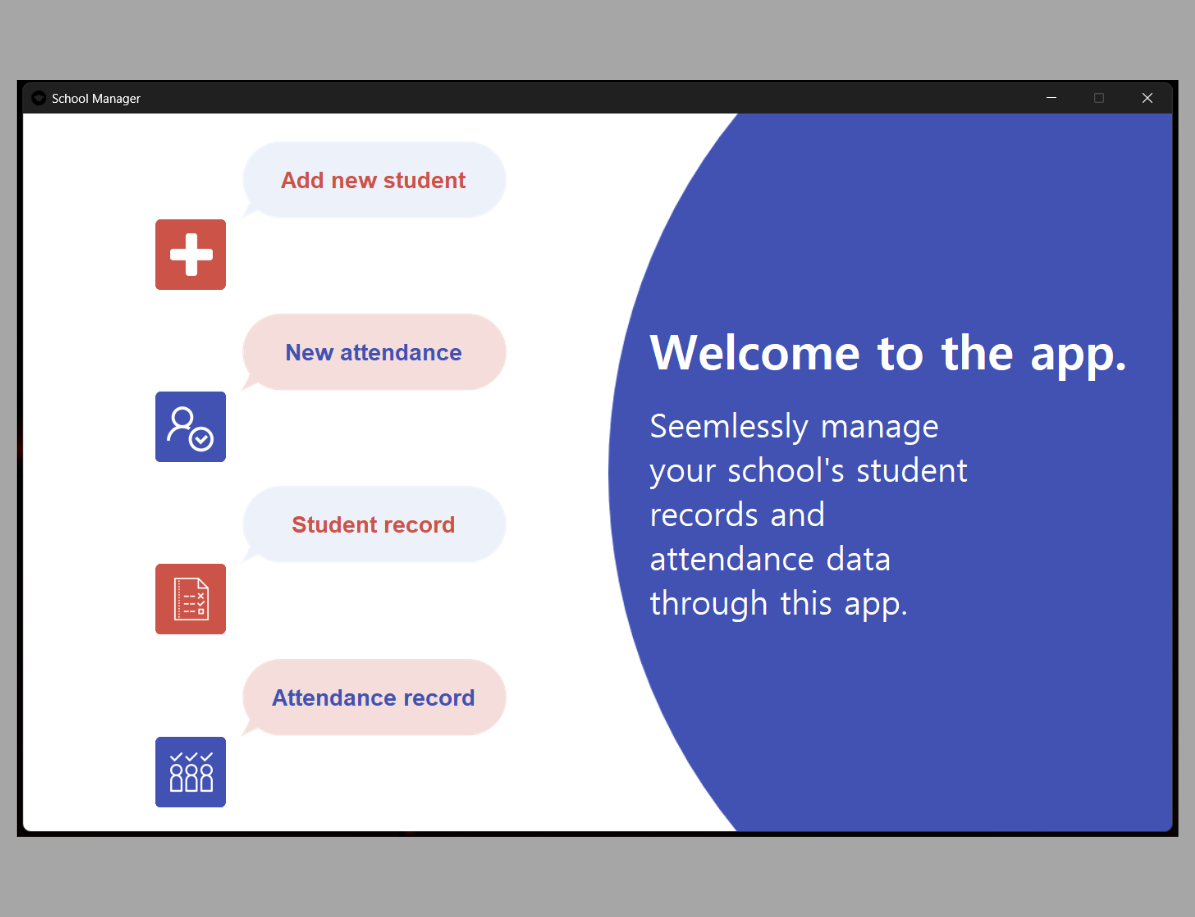 School Manager
Add new student
New attendance
Student record
Attendance record
Welcome to the app.
Seemlessly manage
your school's student
records and
attendance data
through this app.